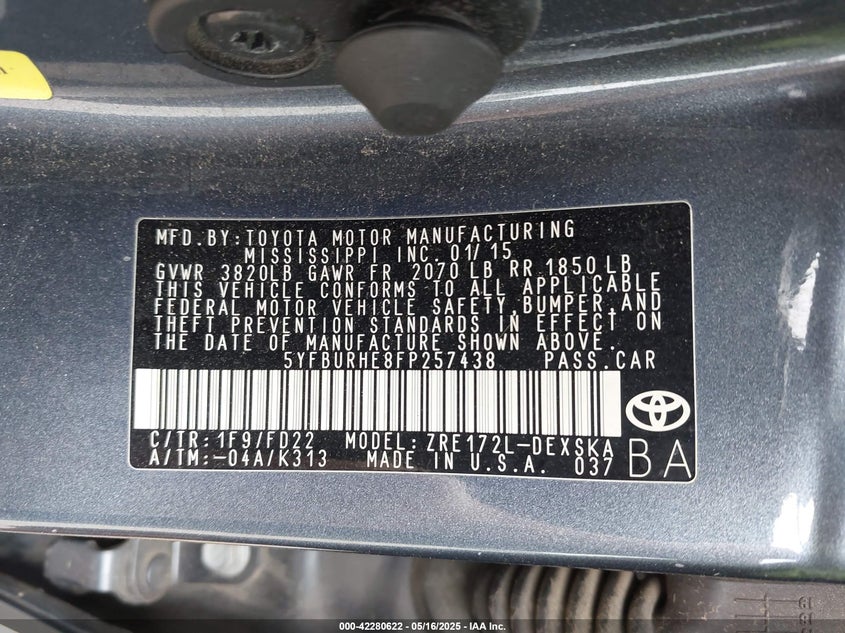 MFD.BY:TOYOTA MOTOR MANUFACTURING
MISSISSIPPI INC. 01/15
GVWR 3820LB GAWR FR 2070 LB RR 1850 LB
THIS VEHICLE CONFORMS TO ALL APPLICABLE
FEDERAL MOTOR VEHICLE SAFETY,BUMPER,AND
THEFT PREVENTION STANDARDS IN EFFECT ON
THE DATE OF MANUFACTURE SHOWN ABOVE.
5YFBURHE8FP257438 PASS.CAR
C/TR:1F9/FD22 MODEL:ZRE172L-DEXSKA
A/TM:-04A/K313 MADE IN U.S.A. 037
BA
000-42280622 - 05/16/2025 - IAA Inc.